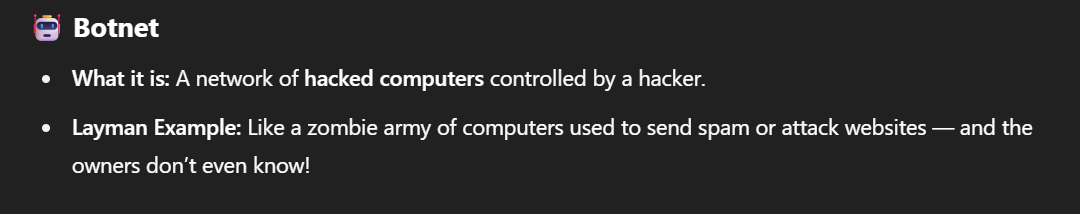 🤖 Botnet
• What it is: A network of hacked computers controlled by a hacker.
• Layman Example: Like a zombie army of computers used to send spam or attack websites — and the
owners don’t even know!